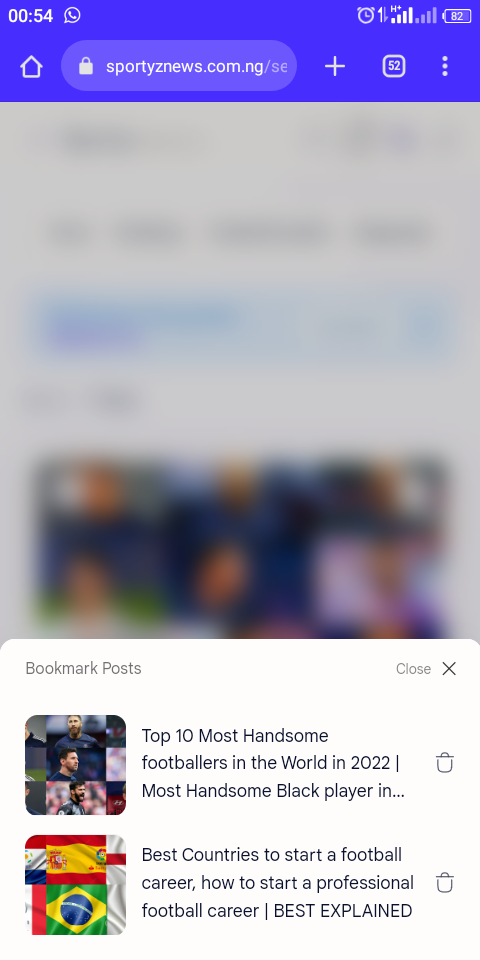 00:54
H+
82
sportyznews.com.ng/se
52
Bookmark Posts
Close
Top 10 Most Handsome
footballers in the World in 2022 |
Most Handsome Black player in...
Best Countries to start a football
career, how to start a professional
football career | BEST EXPLAINED